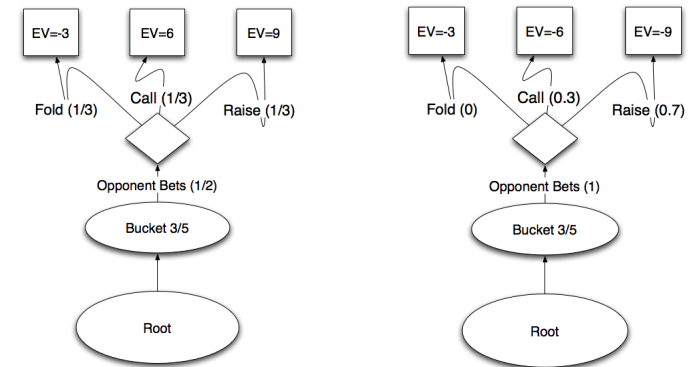 EV=-3 EV=6 EV=9
Fold (1/3) Call (1/3) Raise (1/3)
Opponent Bets (1/2)
Bucket 3/5
Root
EV=-3 EV=-6 EV=-9
Fold (0) Call (0.3) Raise (0.7)
Opponent Bets (1)
Bucket 3/5
Root